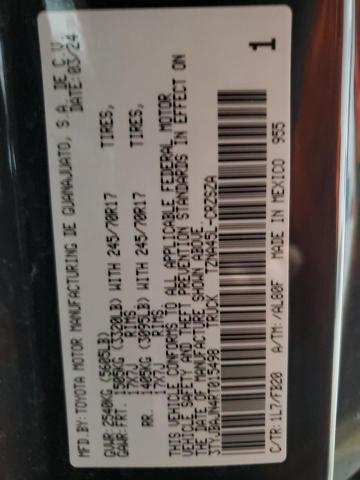 MFD.BY: TOYOTA MOTOR MANUFACTURING DE GUANAJUATO, S.A. DE C.V.
DATE: 03/24
GVWR: 2540KG (5605LB)
GAWR: FRT. 1505KG (3320LB) WITH 245/70R17 TIRES,
17X7J RIMS
RR. 1405KG (3095LB) WITH 245/70R17 TIRES,
17X7J RIMS
THIS VEHICLE CONFORMS TO ALL APPLICABLE FEDERAL MOTOR
VEHICLE SAFETY AND THEFT PREVENTION STANDARDS IN EFFECT ON
THE DATE OF MANUFACTURE SHOWN ABOVE.
TRUCK
C/TR: 1L7/FB20 A/TM: /AL80F MADE IN MEXICO 955
1